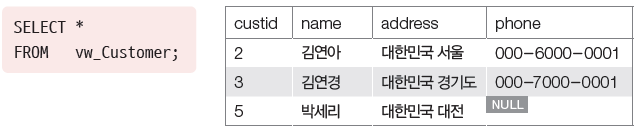 SELECT *
FROM vw_Customer;
custid name address phone
2 김연아 대한민국 서울 000-6000-0001
3 김연경 대한민국 경기도 000-7000-0001
5 박세리 대한민국 대전 NULL